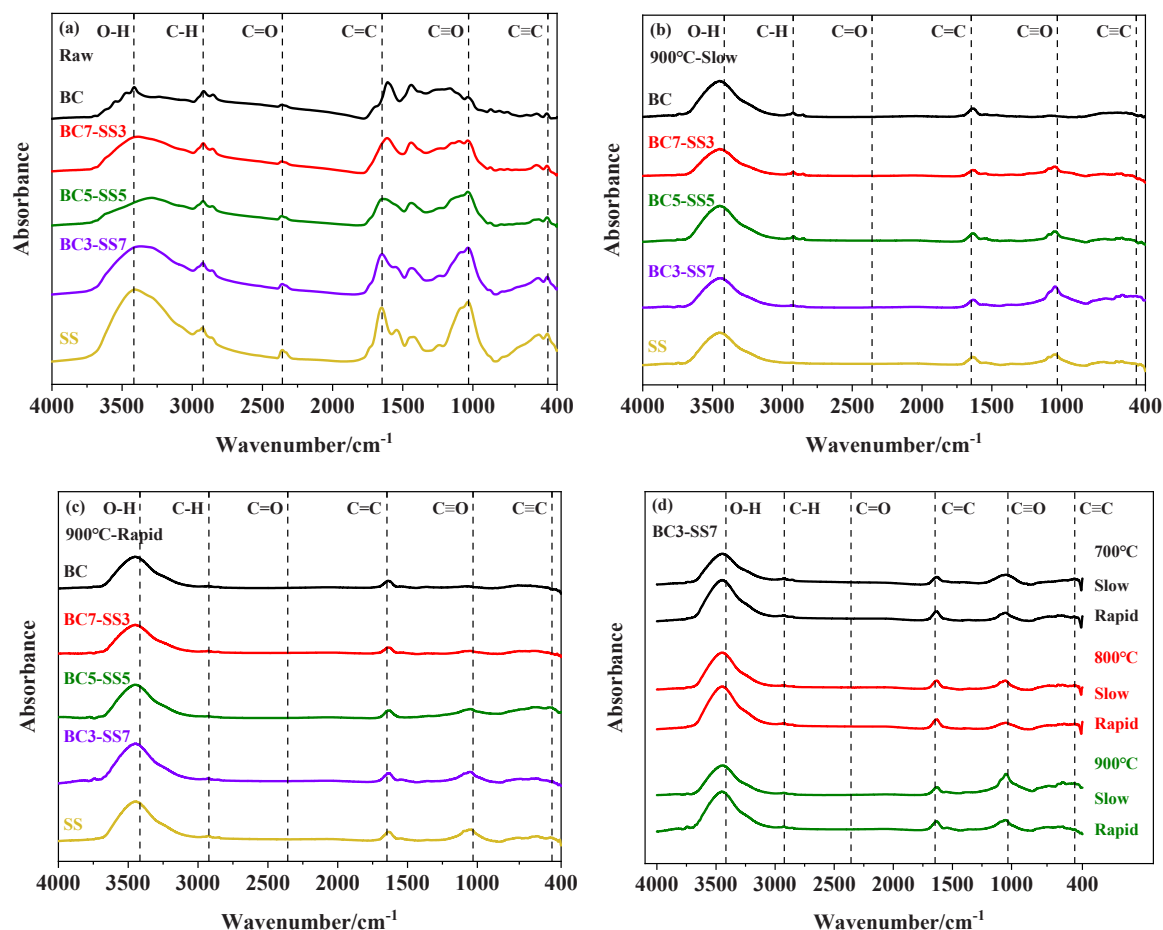 (a) O-H C-H C=O C=C C≡O C≡C
Raw
BC
BC7-SS3
BC5-SS5
BC3-SS7
SS
Absorbance
4000 3500 3000 2500 2000 1500 1000 400
Wavenumber/cm⁻¹
(b) O-H C-H C=O C=C C≡O C≡C
900°C-Slow
BC
BC7-SS3
BC5-SS5
BC3-SS7
SS
Absorbance
4000 3500 3000 2500 2000 1500 1000 400
Wavenumber/cm⁻¹
(c) O-H C-H C=O C=C C≡O C≡C
900°C-Rapid
BC
BC7-SS3
BC5-SS5
BC3-SS7
SS
Absorbance
4000 3500 3000 2500 2000 1500 1000 400
Wavenumber/cm⁻¹
(d) O-H C-H C=O C=C C≡O C≡C
BC3-SS7
700°C
Slow
Rapid
800°C
Slow
Rapid
900°C
Slow
Rapid
Absorbance
4000 3500 3000 2500 2000 1500 1000 400
Wavenumber/cm⁻¹